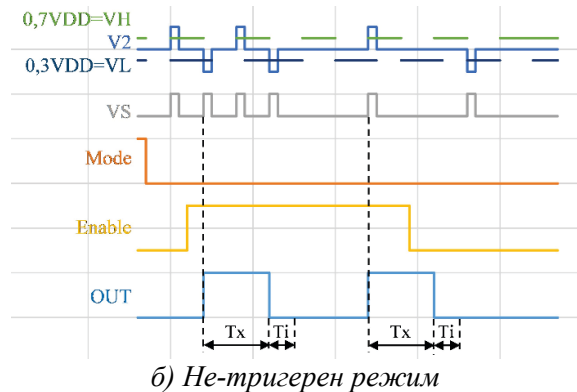 0,7VDD=VH
V2
0,3VDD=VL
VS
Mode
Enable
OUT
Tx Ti Tx Ti
б) Не-тригерен режим